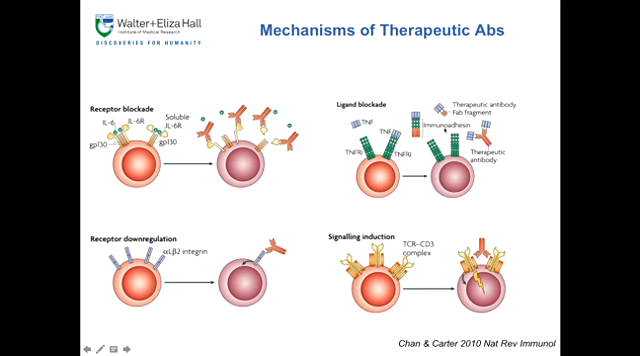 Walter+Eliza Hall
Institute of Medical Research
DISCOVERIES FOR HUMANITY
Mechanisms of Therapeutic Abs
Receptor blockade
IL-6
IL-6R
Soluble
IL-6R
gp130
gp130
Ligand blockade
TNF
TNF
TNFRI
TNFRI
Immunoadhesin
Therapeutic antibody
Fab fragment
Therapeutic
antibody
Receptor downregulation
αLβ2 integrin
Signalling induction
TCR–CD3
complex
Chan & Carter 2010 Nat Rev Immunol